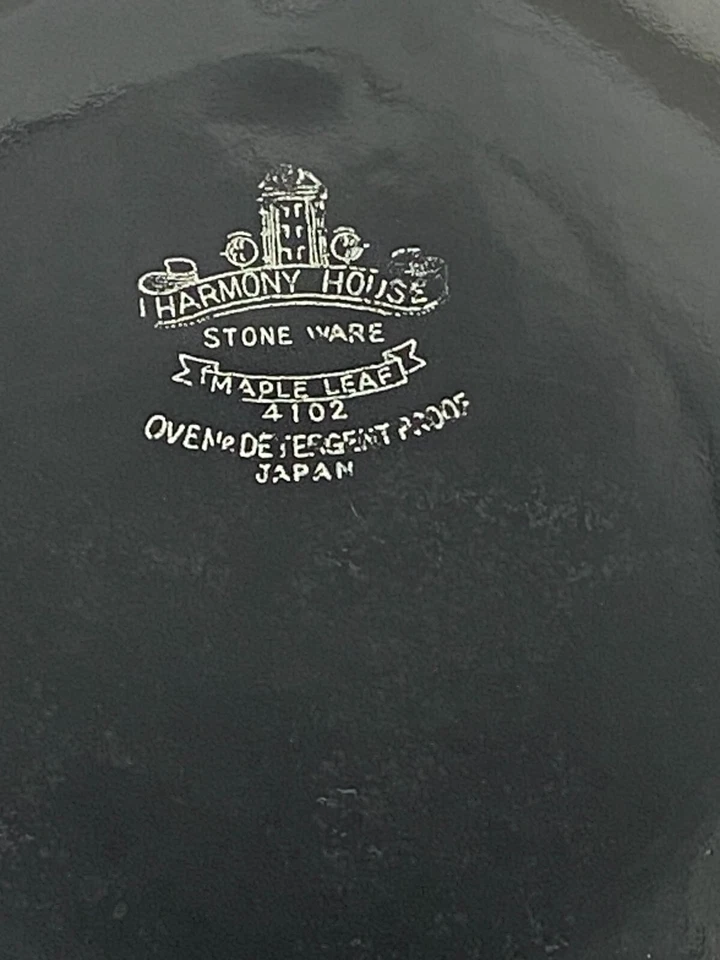 HARMONY HOUSE
STONE WARE
MAPLE LEAF
4102
OVEN & DETERGENT PROOF
JAPAN